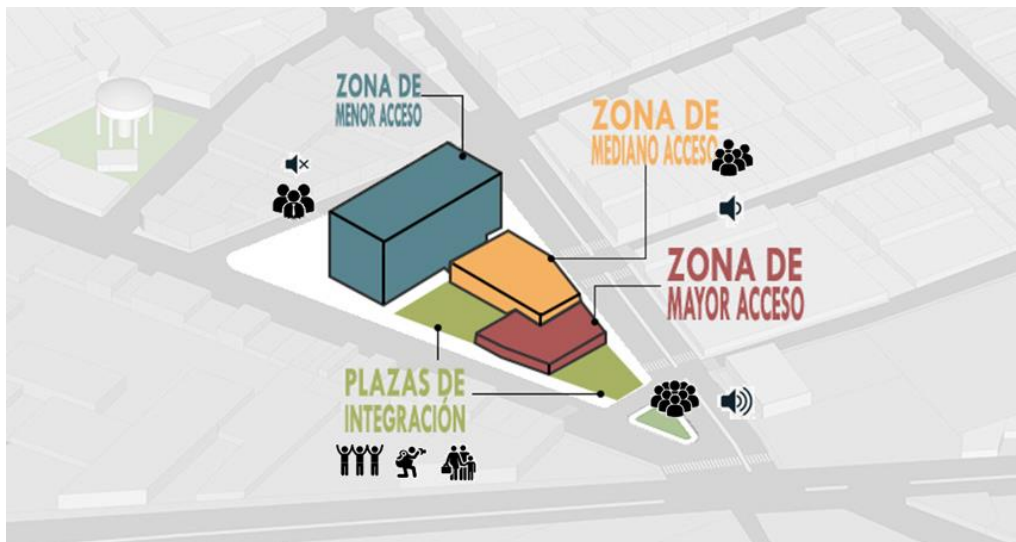 ZONA DE
MENOR ACCESO
ZONA DE
MEDIANO ACCESO
ZONA DE
MAYOR ACCESO
PLAZAS DE
INTEGRACIÓN